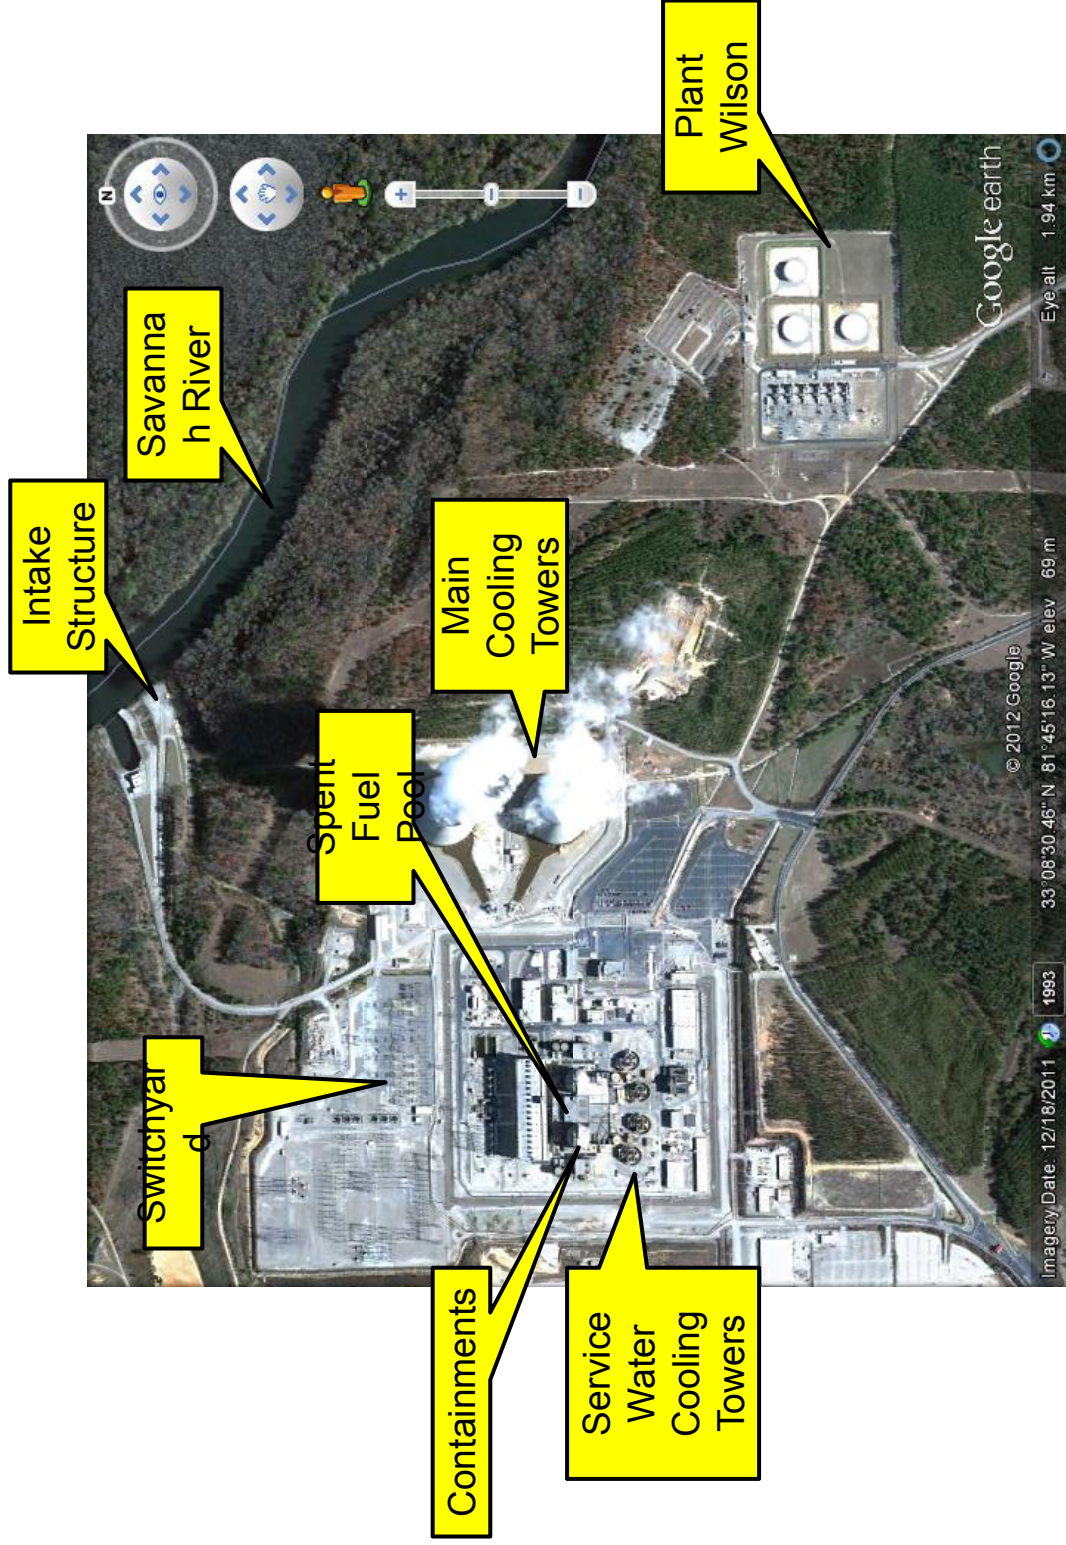 Intake
Structure
Savanna
h River
Plant
Wilson
Switchyar
d
Spent
Fuel
Pool
Main
Cooling
Towers
Containments
Service
Water
Cooling
Towers
N
Google earth
© 2012 Google
Imagery Date: 12/18/2011 1993 33°08'30.46" N 81°45'16.13" W elev 69 m Eye alt 1.94 km